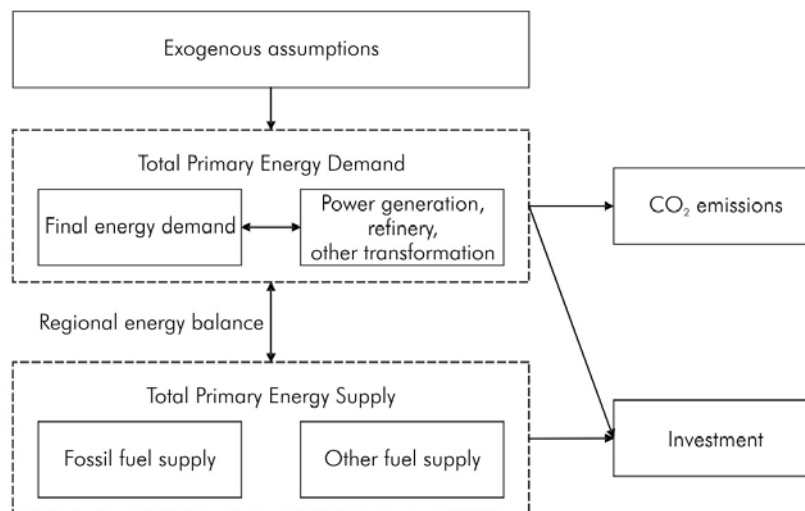 Exogenous assumptions
Total Primary Energy Demand
Final energy demand
Power generation,
refinery,
other transformation
CO₂ emissions
Regional energy balance
Total Primary Energy Supply
Fossil fuel supply
Other fuel supply
Investment